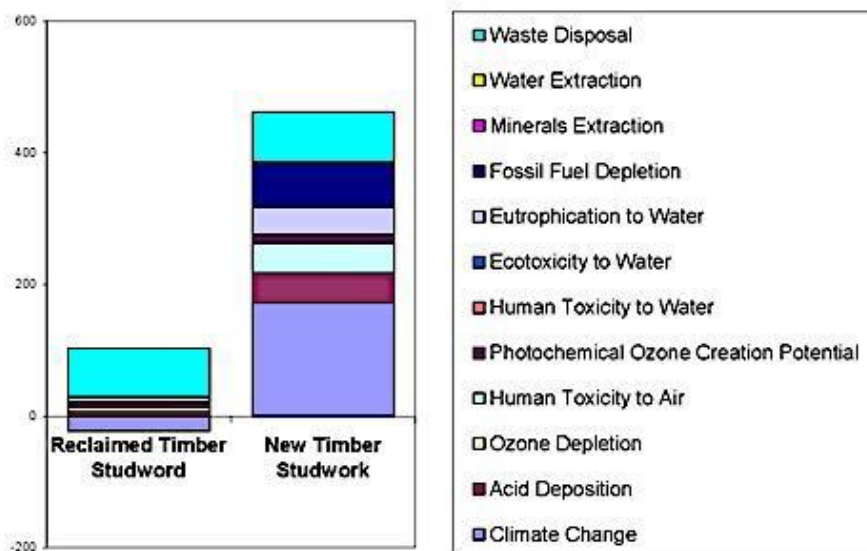 600
400
200
0
-200
Reclaimed Timber
Studword
New Timber
Studwork
Waste Disposal
Water Extraction
Minerals Extraction
Fossil Fuel Depletion
Eutrophication to Water
Ecotoxicity to Water
Human Toxicity to Water
Photochemical Ozone Creation Potential
Human Toxicity to Air
Ozone Depletion
Acid Deposition
Climate Change